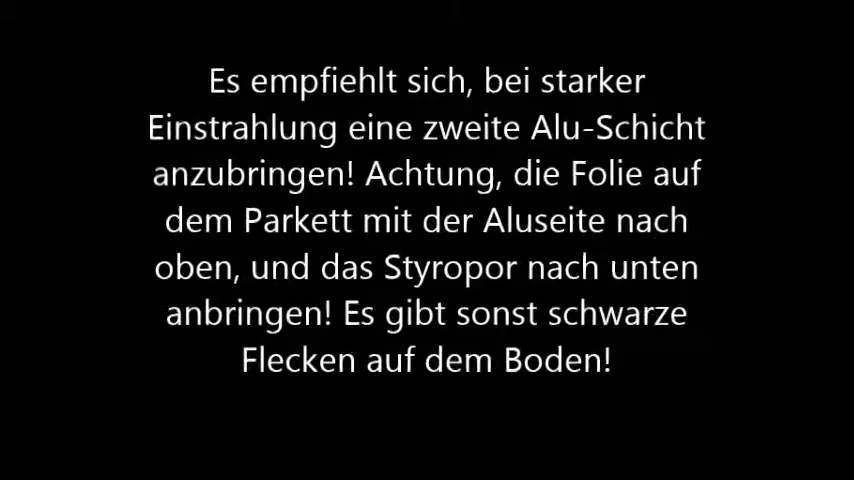 Es empfiehlt sich, bei starker
Einstrahlung eine zweite Alu-Schicht
anzubringen! Achtung, die Folie auf
dem Parkett mit der Aluseite nach
oben, und das Styropor nach unten
anbringen! Es gibt sonst schwarze
Flecken auf dem Boden!